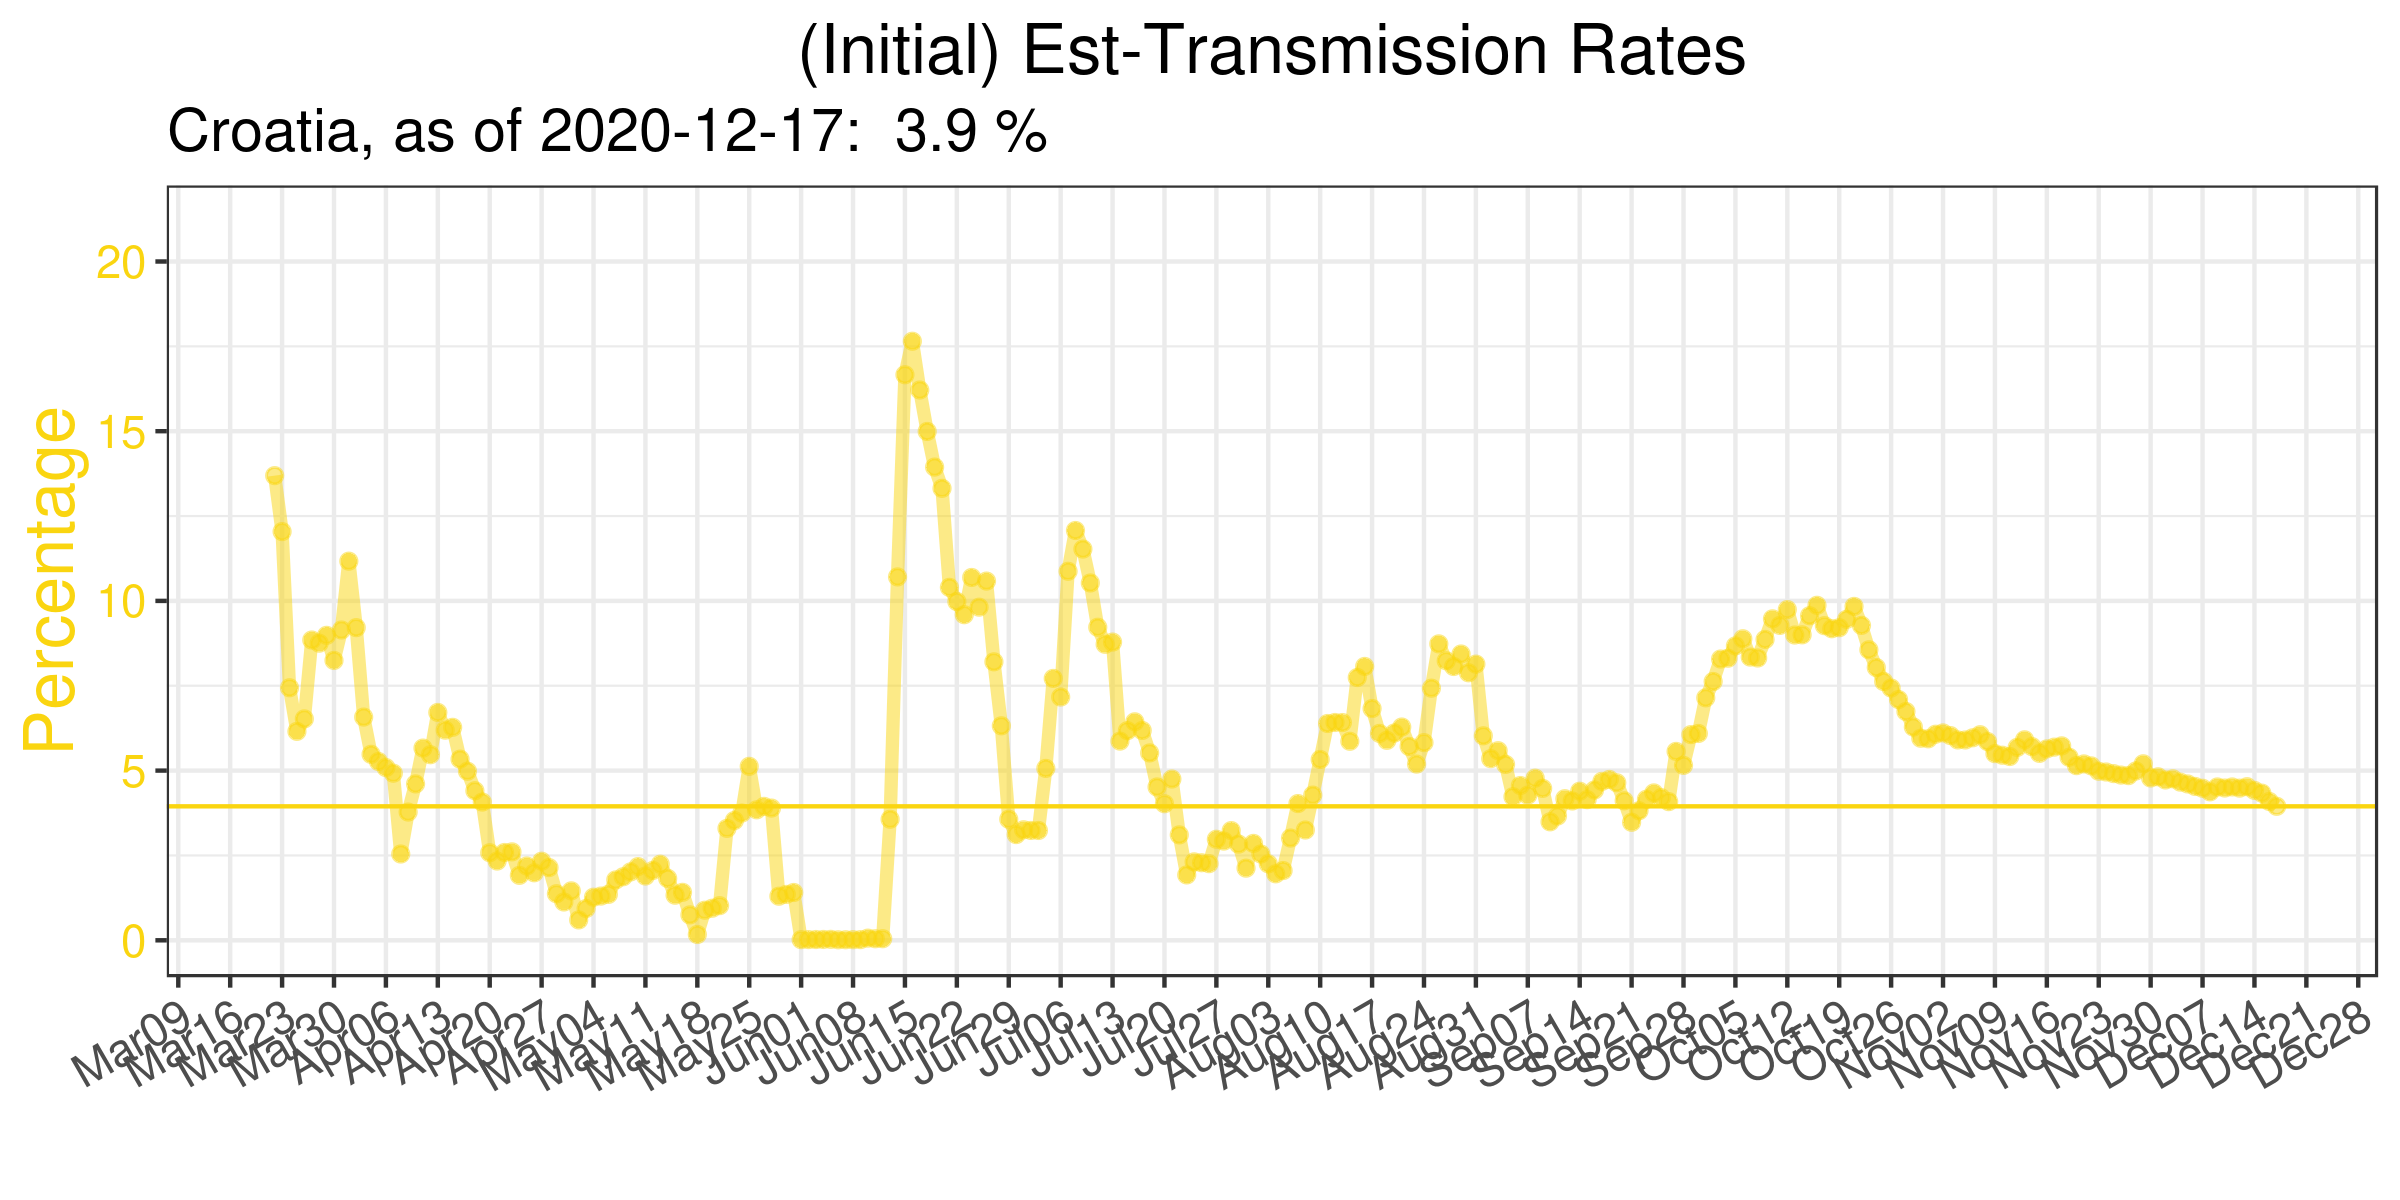 (Initial) Est-Transmission Rates
Croatia, as of 2020-12-17:  3.9 %
Percentage
20
15
10
5
0
Mar09 Mar16 Mar23 Mar30 Apr06 Apr13 Apr20 Apr27 May04 May11 May18 May25 Jun01 Jun08 Jun15 Jun22 Jun29 Jul06 Jul13 Jul20 Jul27 Aug03 Aug10 Aug17 Aug24 Aug31 Sep07 Sep14 Sep21 Sep28 Oct05 Oct12 Oct19 Oct26 Nov02 Nov09 Nov16 Nov23 Nov30 Dec07 Dec14 Dec21 Dec28